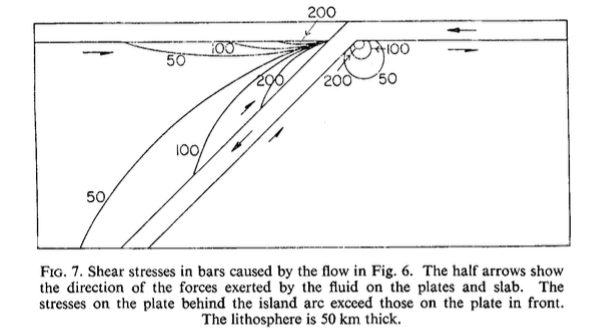 200
100
100
50
200
200
50
100
50
FIG. 7. Shear stresses in bars caused by the flow in Fig. 6. The half arrows show
the direction of the forces exerted by the fluid on the plates and slab. The
stresses on the plate behind the island arc exceed those on the plate in front.
The lithosphere is 50 km thick.